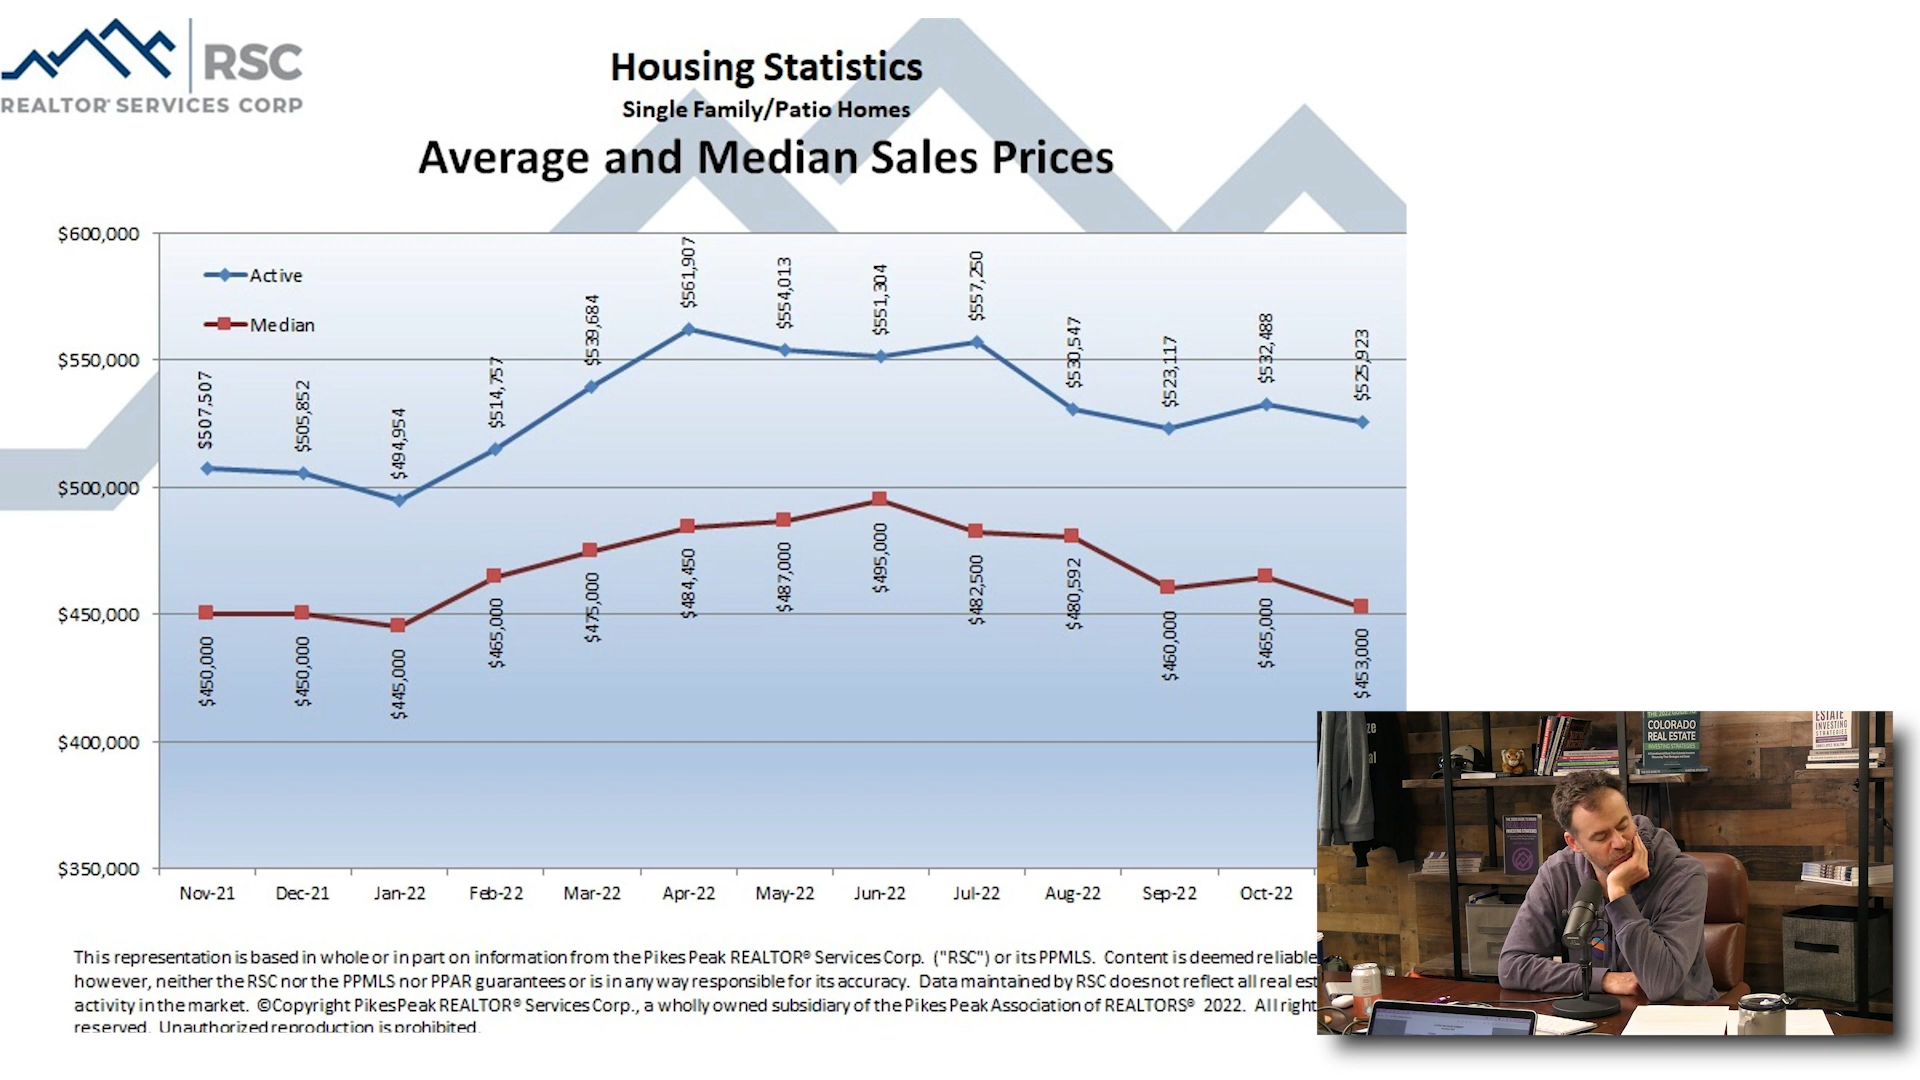 RSC
REALTOR® SERVICES CORP
Housing Statistics
Single Family/Patio Homes
Average and Median Sales Prices
$600,000
$550,000
$500,000
$450,000
$400,000
$350,000
Active
Median
$507,507
$505,852
$494,954
$514,757
$539,684
$561,907
$554,013
$551,304
$557,250
$530,547
$523,117
$532,488
$525,923
$450,000
$450,000
$445,000
$465,000
$475,000
$484,450
$487,000
$495,000
$482,500
$480,592
$460,000
$465,000
$453,000
Nov-21
Dec-21
Jan-22
Feb-22
Mar-22
Apr-22
May-22
Jun-22
Jul-22
Aug-22
Sep-22
Oct-22
This representation is based in whole or in part on information from the Pikes Peak REALTOR® Services Corp. ("RSC") or its PPMLS. Content is deemed reliable
however, neither the RSC nor the PPMLS nor PPAR guarantees or is in any way responsible for its accuracy. Data maintained by RSC does not reflect all real est
activity in the market. ©Copyright Pikes Peak REALTOR® Services Corp., a wholly owned subsidiary of the Pikes Peak Association of REALTORS® 2022. All right
reserved. Unauthorized reproduction is prohibited.
COLORADO
REAL ESTATE
INVESTING STRATEGIES
ESTATE
INVESTING
STRATEGIES